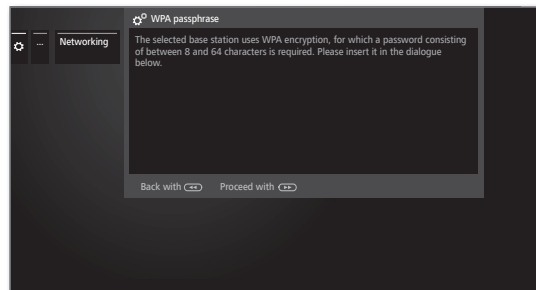 WPA passphrase
... Networking
The selected base station uses WPA encryption, for which a password consisting
of between 8 and 64 characters is required. Please insert it in the dialogue
below.
Back with Proceed with